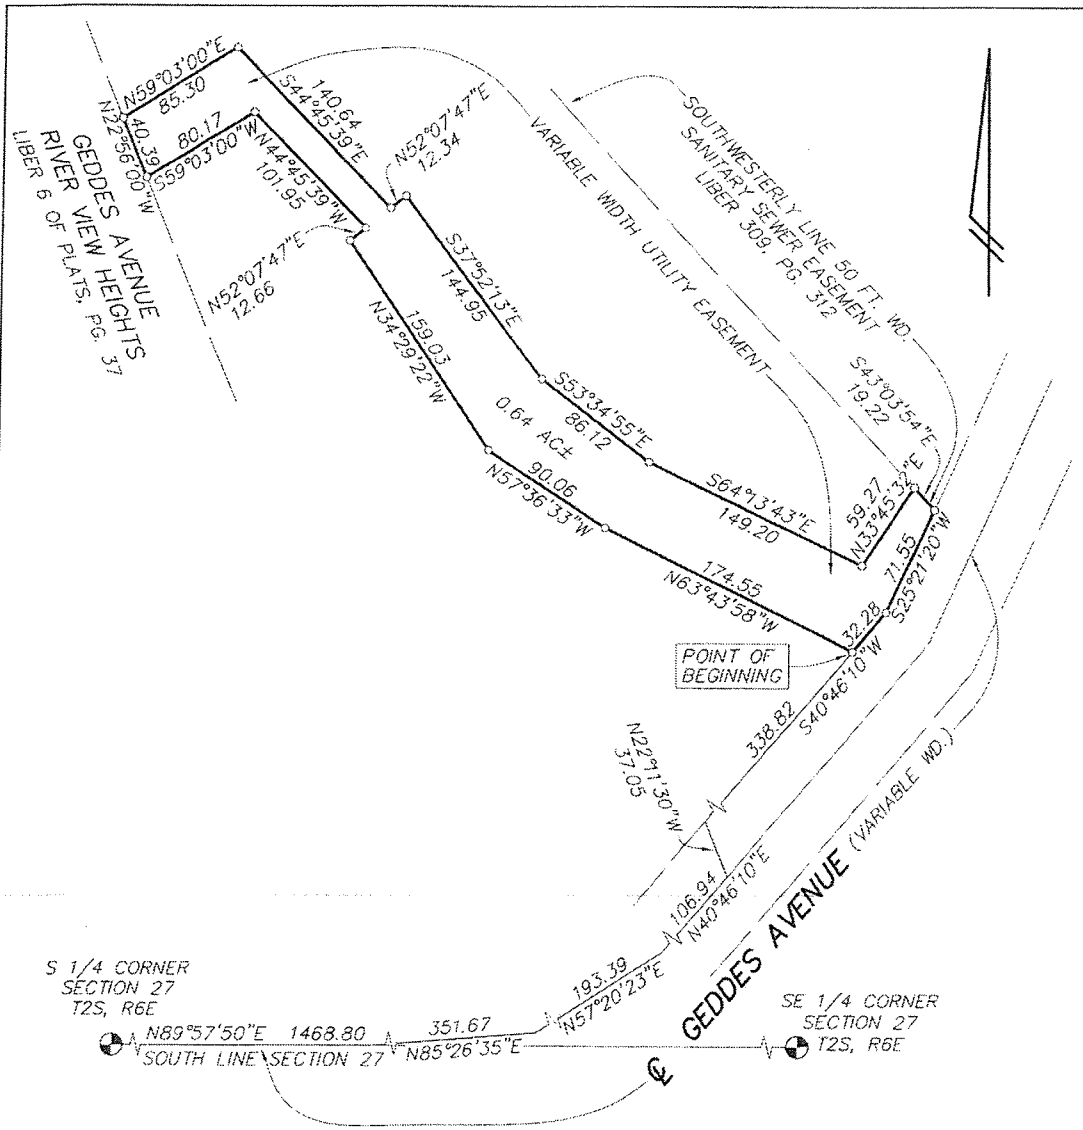 N59°03'00"E
85.30
140.64
S44°45'39"E
N52°07'47"E
12.34
N22°56'00"W
40.39
80.17
S59°03'00"W
N44°45'39"W
101.95
GEDDES AVENUE
RIVER VIEW HEIGHTS
LIBER 6 OF PLATS, PG. 37
N52°07'47"E
12.66
VARIABLE WIDTH UTILITY EASEMENT
SOUTHWESTERLY LINE 50 FT. WD.
SANITARY SEWER EASEMENT
LIBER 309, PG. 312
S37°52'13"E
144.95
159.03
N34°29'22"W
S53°34'55"E
86.12
0.64 AC±
S43°03'54"E
19.22
90.06
N57°36'33"W
S64°13'43"E
149.20
59.27
N33°45'32"E
71.55
S25°21'20"W
174.55
N63°43'58"W
32.28
S40°46'10"W
POINT OF
BEGINNING
338.82
N22°11'30"W
37.05
106.94
N40°46'10"E
GEDDES AVENUE (VARIABLE WD.)
193.39
N57°20'23"E
S 1/4 CORNER
SECTION 27
T2S, R6E
N89°57'50"E 1468.80
SOUTH LINE SECTION 27
351.67
N85°26'35"E
SE 1/4 CORNER
SECTION 27
T2S, R6E